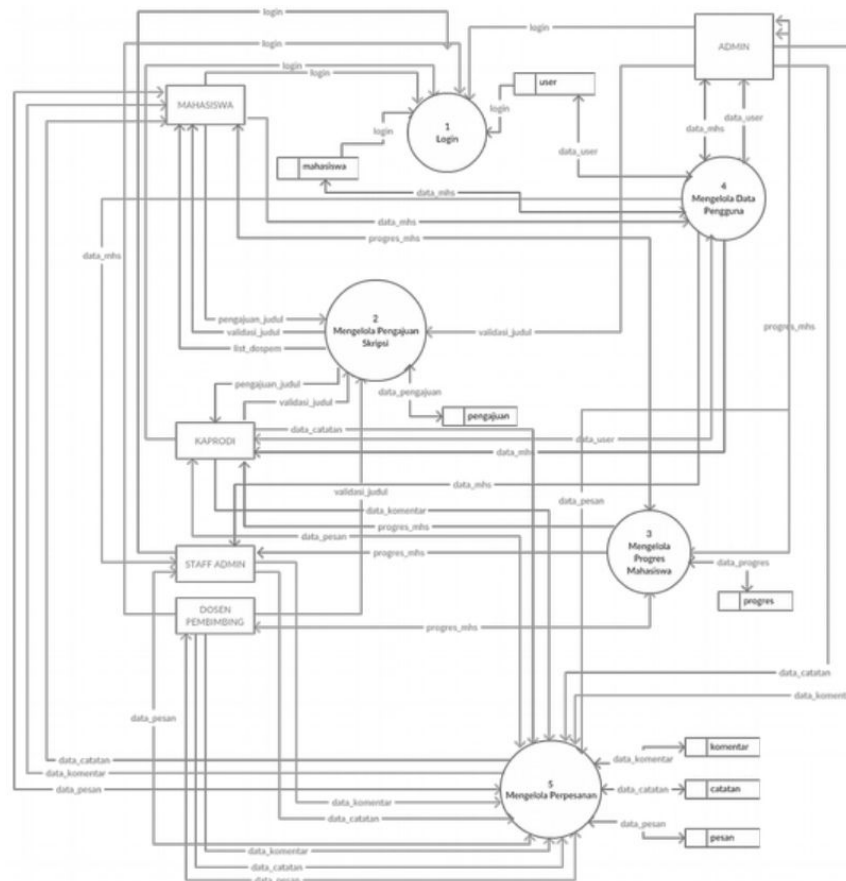 login
login
login
ADMIN
login
login
user
MAHASISWA
login
1
Login
login
data_user
data_mhs
mahasiswa
data_user
4
Mengelola Data
Pengguna
data_mhs
data_mhs
progres_mhs
data_mhs
2
Mengelola Pengajuan
Skripsi
pengajuan_judul
validasi_judul
list_dospem
validasi_judul
progres_mhs
pengajuan_judul
validasi_judul
data_pengajuan
pengajuan
KAPRODI
data_catatan
data_user
data_mhs
data_mhs
validasi_judul
data_pesan
data_komentar
progres_mhs
data_pesan
3
Mengelola
Progres
Mahasiswa
STAFF ADMIN
progres_mhs
data_progres
progres
DOSEN
PEMBIMBING
progres_mhs
data_catatan
data_komenta
data_pesan
komentar
data_komentar
data_catatan
data_komentar
data_pesan
5
Mengelola Perpesanan
data_catatan
catatan
data_komentar
data_catatan
data_pesan
pesan
data_komentar
data_catatan
data_pesan